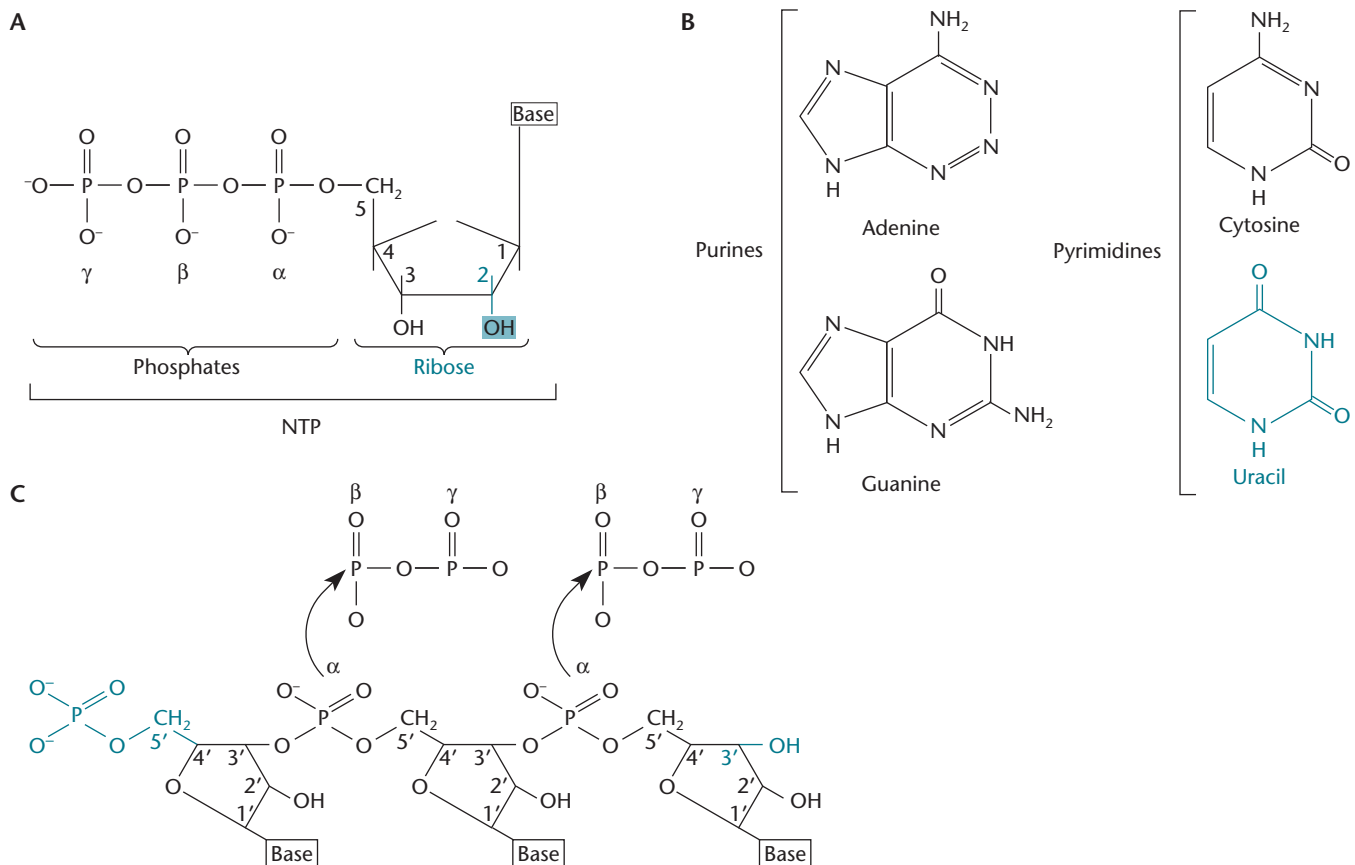 A
Base
O O O
⁻O P O P O P O CH₂
O⁻ O⁻ O⁻
5
4 1
3 2
γ β α
OH OH
Phosphates Ribose
NTP
B
Purines
NH₂
N N
N
N N
H
Adenine
O
N NH
N N NH₂
H
Guanine
Pyrimidines
NH₂
N
N O
H
Cytosine
O
NH
N O
H
Uracil
C
β γ β γ
O O O O
P O P O P O P O
O O
α α
O⁻ O O⁻ O O⁻ O
P CH₂ P CH₂ P CH₂
O⁻ O 5′ O O 5′ O O 5′ OH
4′ 3′ 4′ 3′ 4′ 3′
O 2′ OH O 2′ OH O 2′ OH
1′ 1′ 1′
Base Base Base